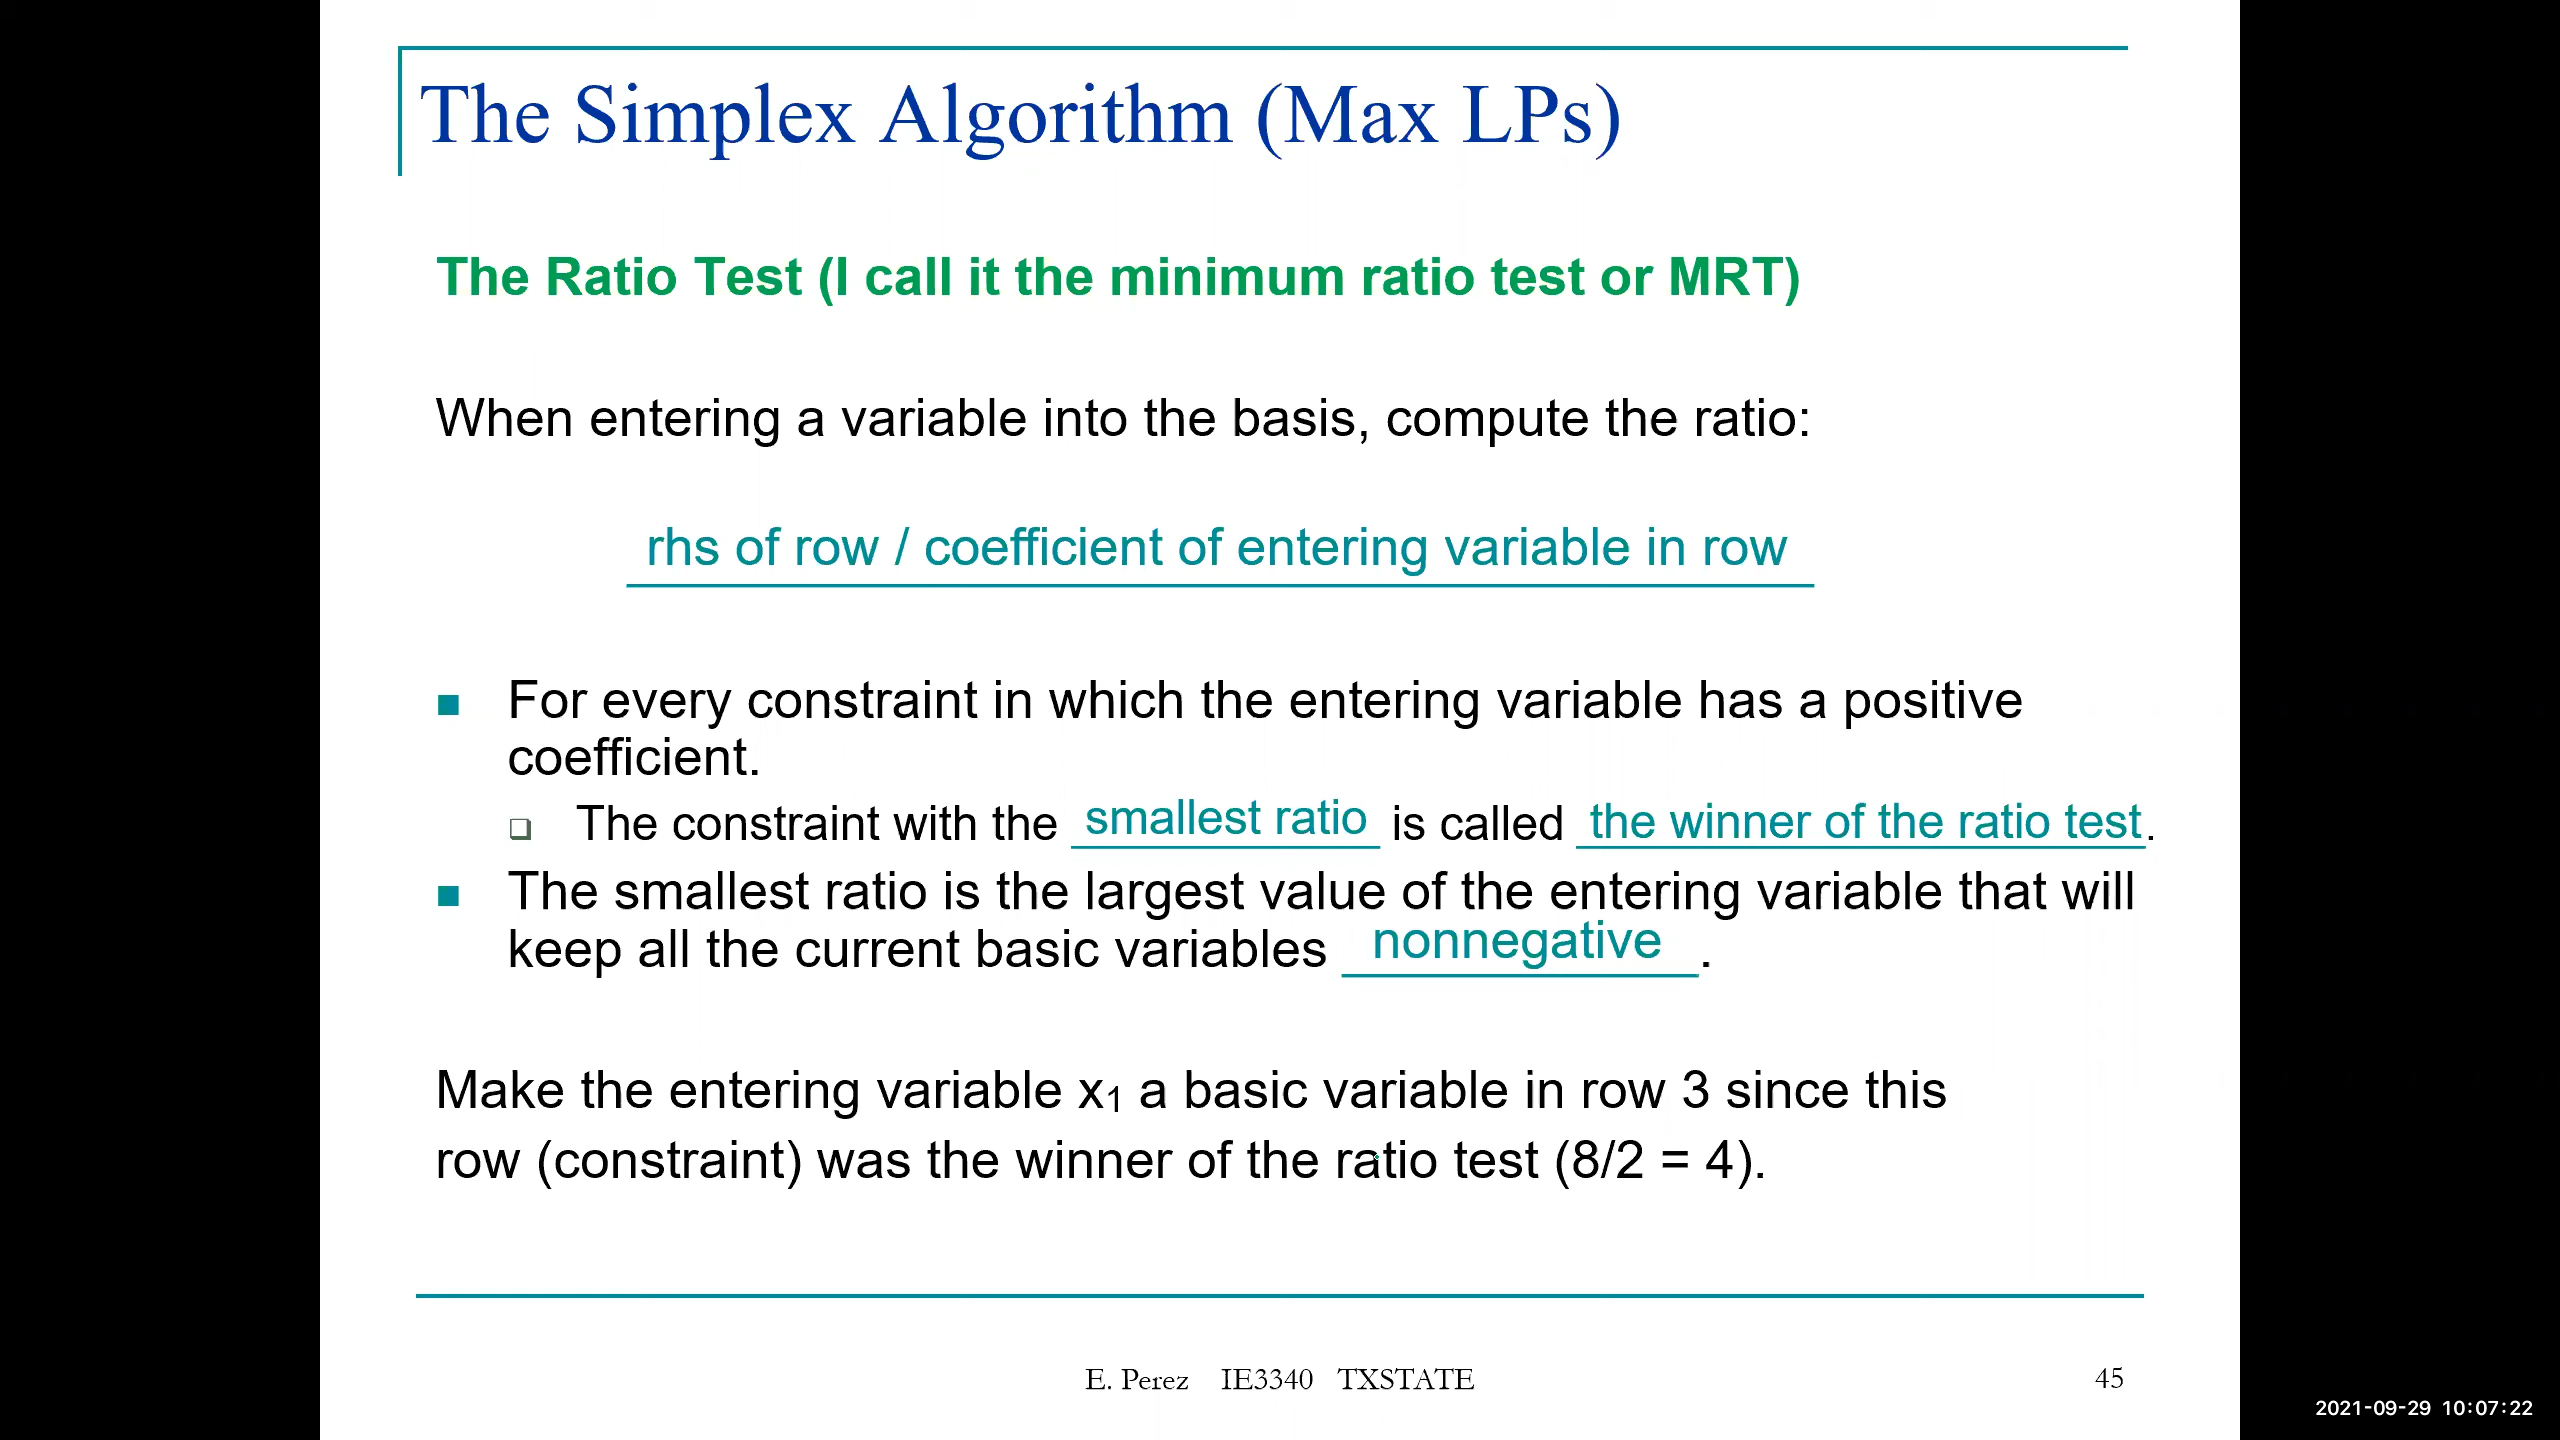 The Simplex Algorithm (Max LPs)
The Ratio Test (I call it the minimum ratio test or MRT)
When entering a variable into the basis, compute the ratio:
rhs of row / coefficient of entering variable in row
For every constraint in which the entering variable has a positive
coefficient.
The constraint with the smallest ratio is called the winner of the ratio test.
The smallest ratio is the largest value of the entering variable that will
keep all the current basic variables nonnegative.
Make the entering variable x₁ a basic variable in row 3 since this
row (constraint) was the winner of the ratio test (8/2 = 4).
E. Perez IE3340 TXSTATE
45
2021-09-29 10:07:22